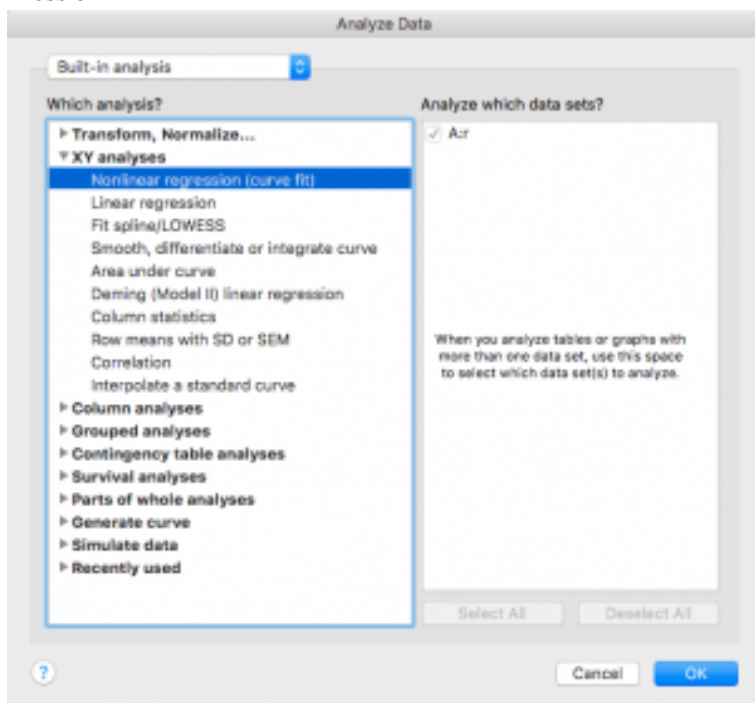 Analyze Data
Built-in analysis
Which analysis?
Analyze which data sets?
Transform, Normalize...
XY analyses
Nonlinear regression (curve fit)
Linear regression
Fit spline/LOWESS
Smooth, differentiate or integrate curve
Area under curve
Deming (Model II) linear regression
Column statistics
Row means with SD or SEM
Correlation
Interpolate a standard curve
Column analyses
Grouped analyses
Contingency table analyses
Survival analyses
Parts of whole analyses
Generate curve
Simulate data
Recently used
A:r
When you analyze tables or graphs with
more than one data set, use this space
to select which data set(s) to analyze.
Select All
Deselect All
?
Cancel
OK